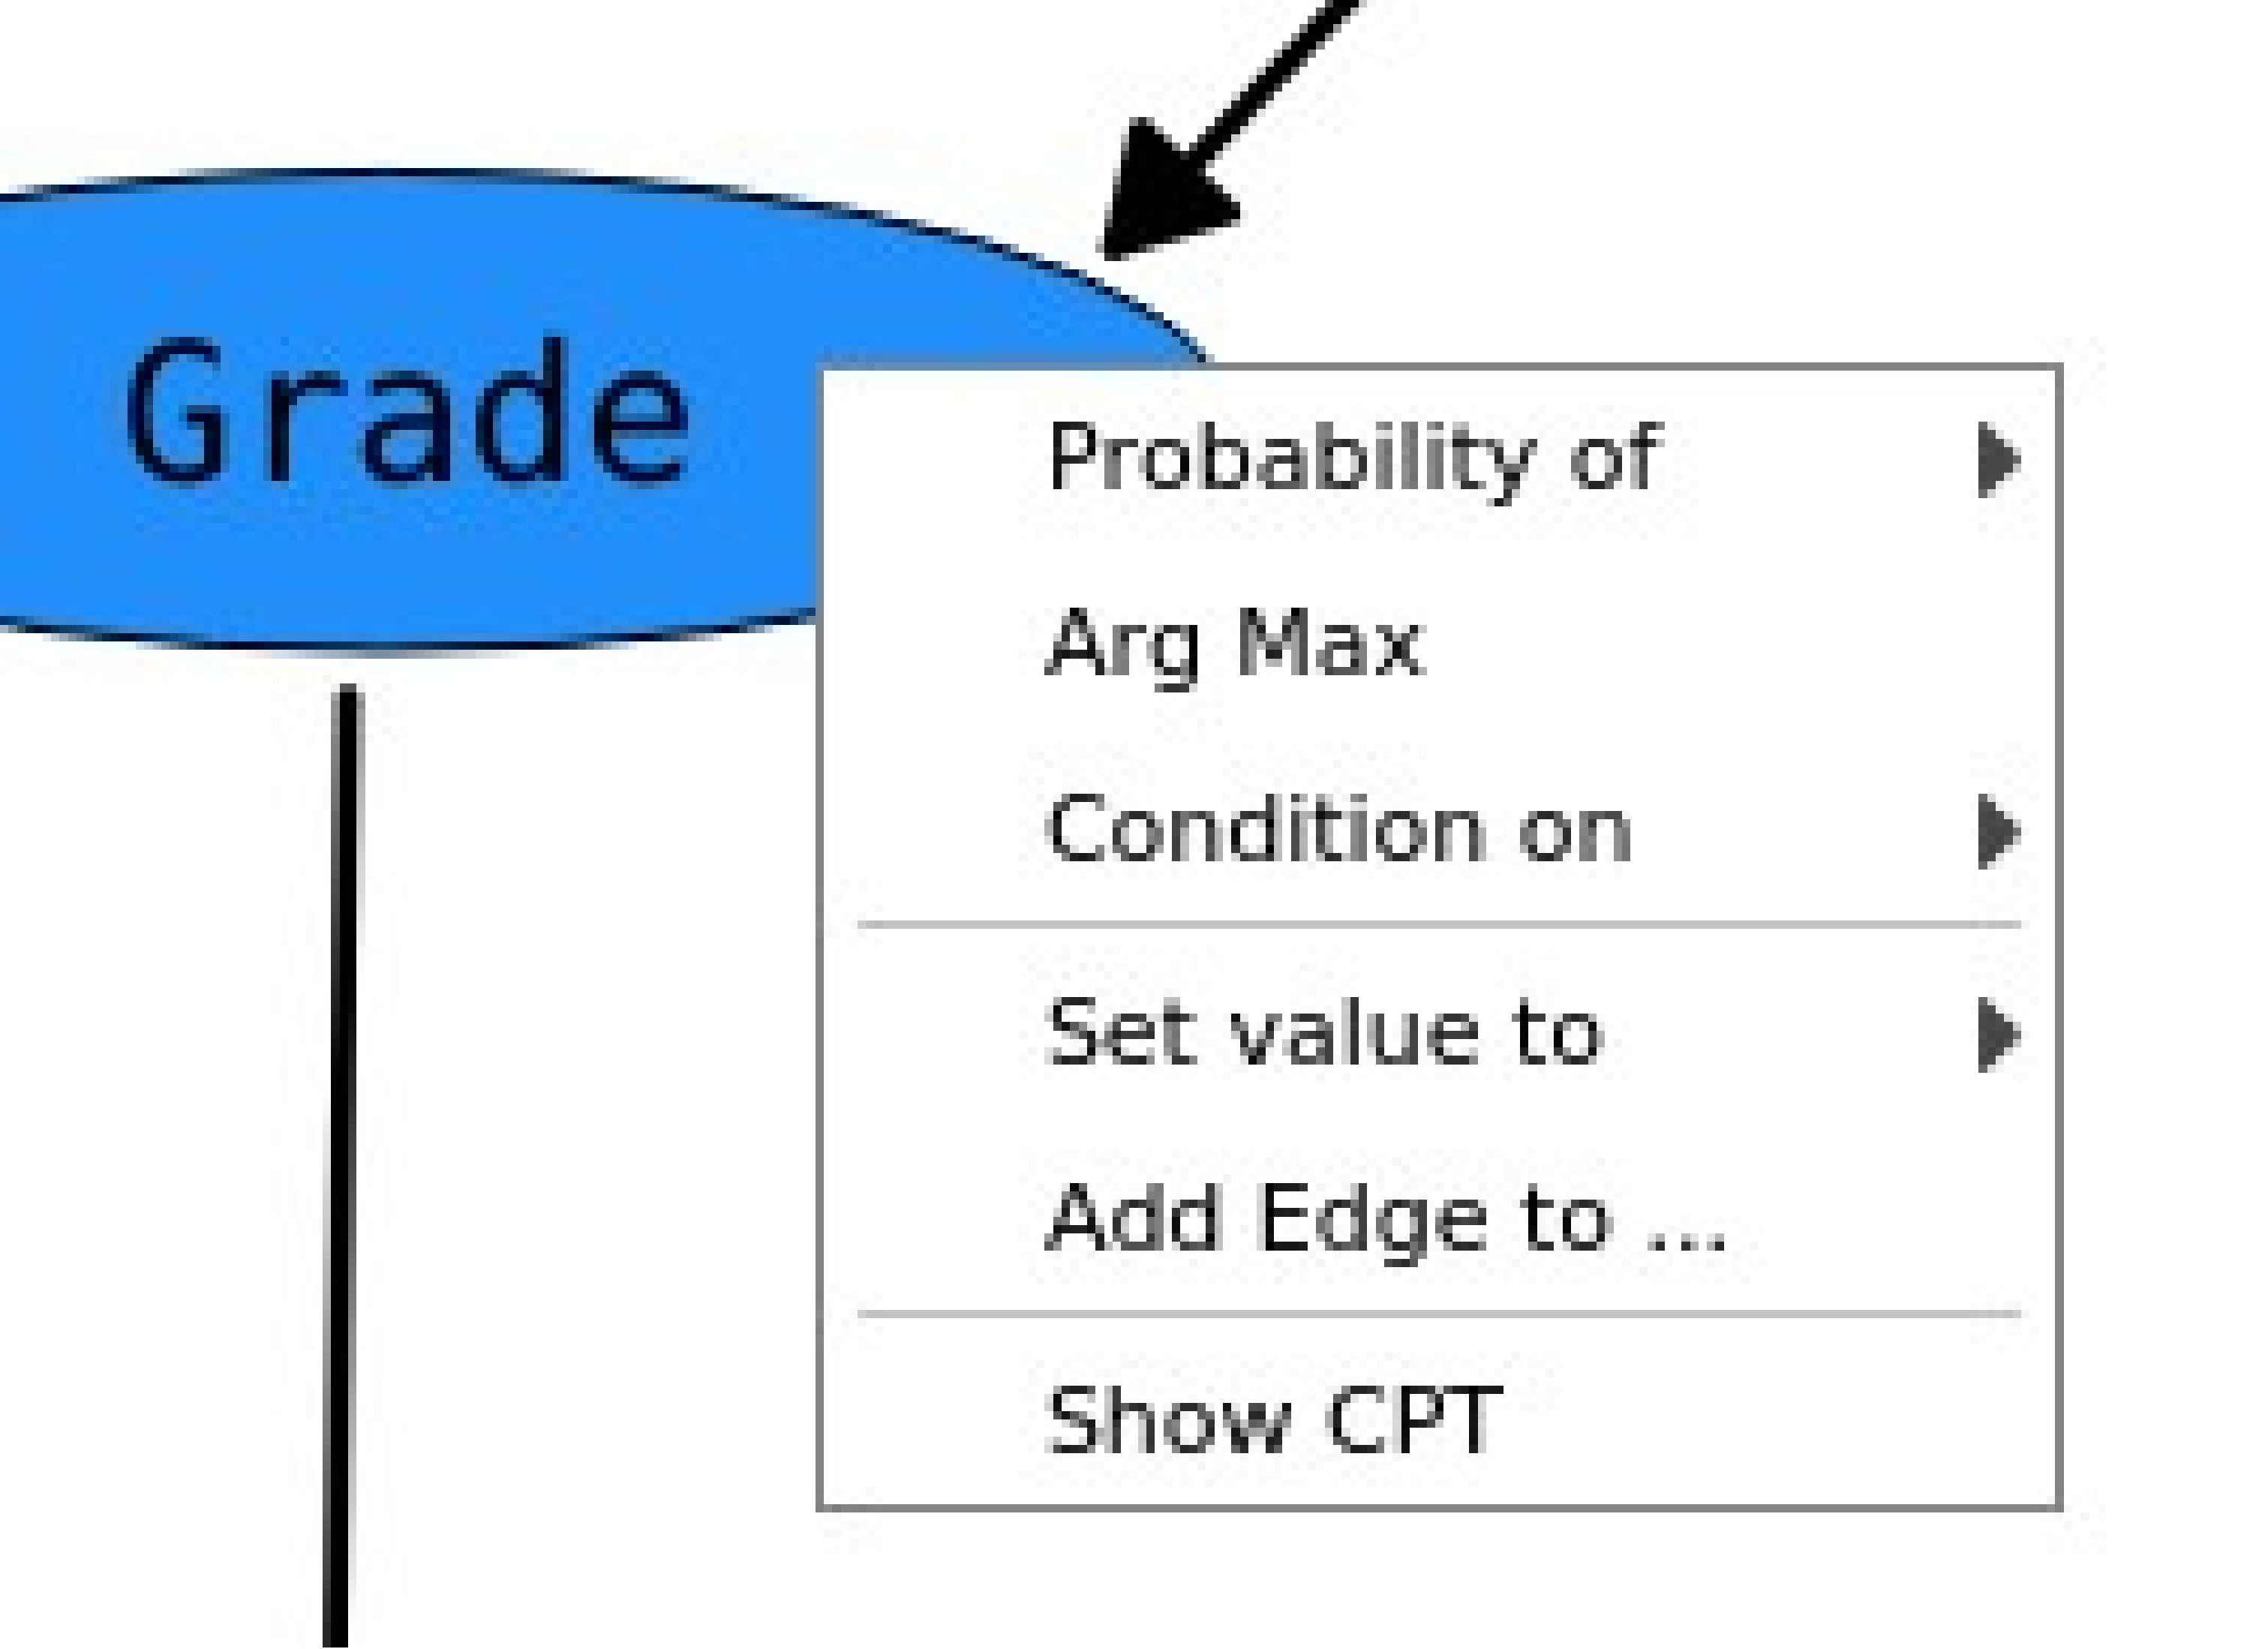 Grade
Probability of
Arg Max
Condition on
Set value to
Add Edge to ...
Show CPT